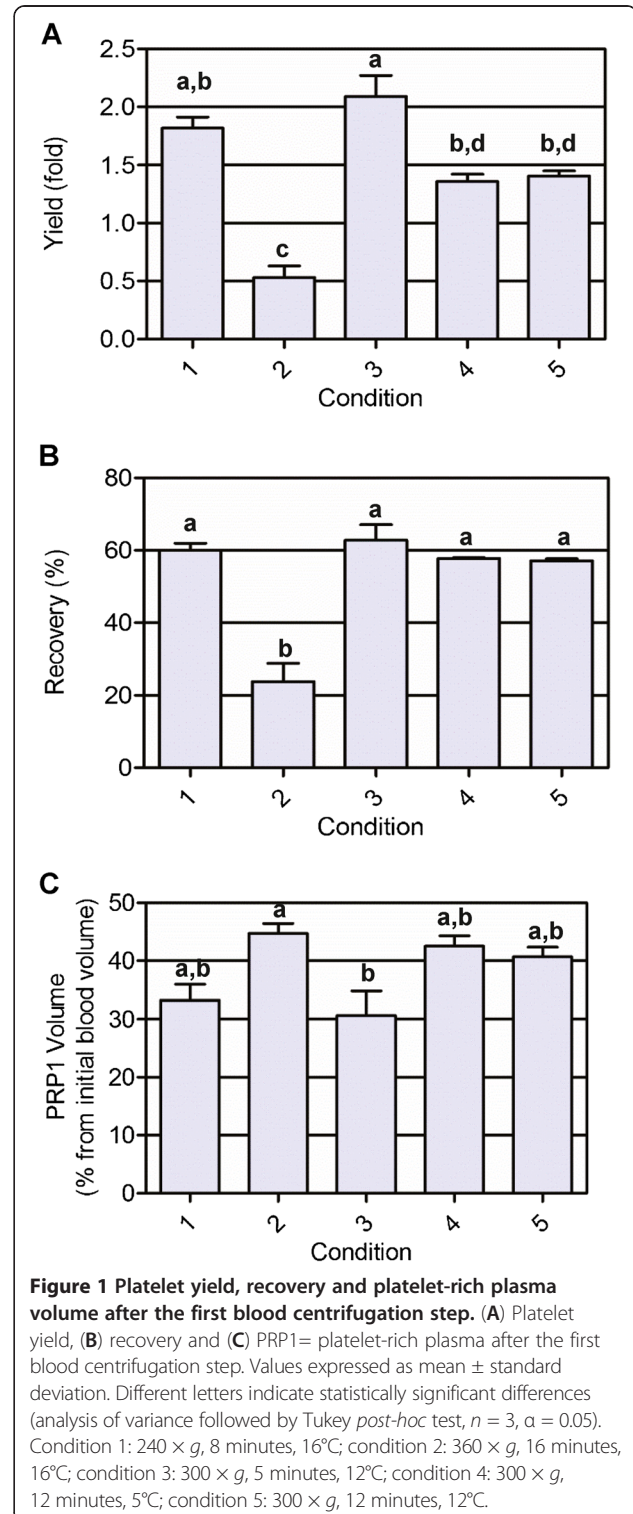 A
2.5
2.0
1.5
1.0
0.5
0.0
Yield (fold)
a,b
c
a
b,d
b,d
1
2
3
4
5
Condition
B
80
60
40
20
0
Recovery (%)
a
b
a
a
a
1
2
3
4
5
Condition
C
50
40
30
20
10
0
PRP1 Volume
(% from initial blood volume)
a,b
a
b
a,b
a,b
1
2
3
4
5
Condition
Figure 1 Platelet yield, recovery and platelet-rich plasma
volume after the first blood centrifugation step. (A) Platelet
yield, (B) recovery and (C) PRP1= platelet-rich plasma after the first
blood centrifugation step. Values expressed as mean ± standard
deviation. Different letters indicate statistically significant differences
(analysis of variance followed by Tukey post-hoc test, n = 3, α = 0.05).
Condition 1: 240 × g, 8 minutes, 16°C; condition 2: 360 × g, 16 minutes,
16°C; condition 3: 300 × g, 5 minutes, 12°C; condition 4: 300 × g,
12 minutes, 5°C; condition 5: 300 × g, 12 minutes, 12°C.